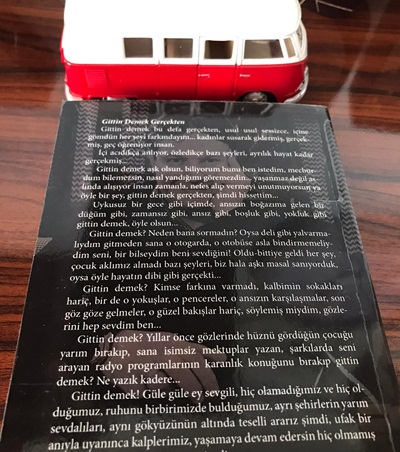 Gittin Demek Gerçekten
Gittin demek bu defa gerçekten, usul usul sessizce, içine
gömdün her şeyi farkındayım... kadınlar susarak gidermiş, gerçek-
miş, geç öğreniyor insan.
İçi acıdıkça anlıyor, özledikçe bazı şeyleri, ayrılık hayat kadar
gerçekmiş...
Gittin demek aşk olsun, biliyorum bunu ben istedim, mecbur-
dum bilemezsin, nasıl yandığımı göremezdin... yaşımız değil as-
lında alışıyor insan zamanla, nefes alıp vermeyi unutmuyorsun ya
öyle bir şey, gittin demek gerçekten, şimdi hissettim...
Uykusuz bir gece gibi içimde, ansızın boğazıma gelen bir
düğüm gibi, zamansız gibi, ansız gibi, boşluk gibi, yokluk gibi
gittin demek, öyle olsun...
Gittin demek? Neden bana sormadın? Oysa deli gibi yalvarma-
lıydım gitmeden sana o otogarda, o otobüse asla bindirmemeliy-
dim seni, bir bilseydim beni sevdiğini! Oldu-bittiye geldi her şey,
çocuk aklımız almadı bazı şeyleri, biz hala aşkı masal sanıyorduk,
oysa öyle hayatın dibi gibi gerçekti...
Gittin demek? Kimse farkına varmadı, kalbimin sokakları
hariç, bir de o yokuşlar, o pencereler, o ansızın karşılaşmalar, son
göz göze gelmeler, o güzel bakışlar hariç, söylemiş miydim, gözle-
rini hep sevdim ben...
Gittin demek? Yıllar önce gözlerinde hüznü gördüğün çocuğu
yarım bırakıp, sana isimsiz mektuplar yazan, şarkılarda seni
arayan radyo programlarının karanlık konuğunu bırakıp gittin
demek? Ne yazık kadere...
Gittin demek! Güle güle ey sevgili, hiç olamadığımız ve hiç ol-
duğumuz, ruhunu birbirimizde bulduğumuz, ayrı şehirlerin yarım
sevdalıları, aynı gökyüzünün altında teselli ararız şimdi, ufak bir
anıyla uyanınca kalplerimiz, yaşamaya devam edersin hiç olmamış